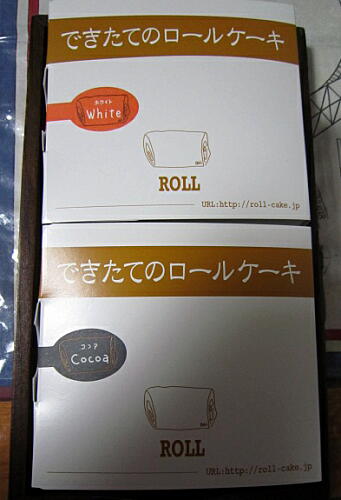 できたてのロールケーキ
ホワイト
White
ROLL
URL:http://roll-cake.jp
できたてのロールケーキ
ココア
Cocoa
ROLL
URL:http://roll-cake.jp